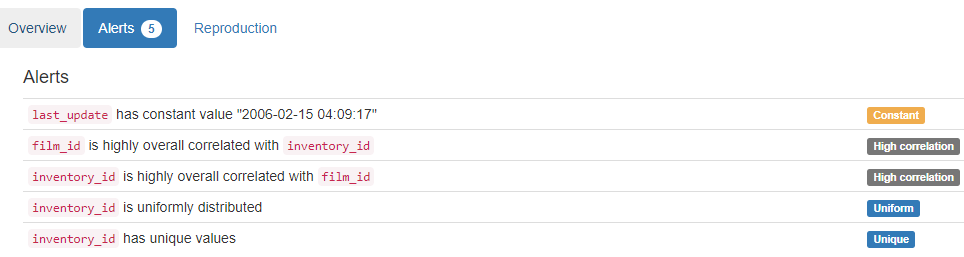 Overview Alerts 5 Reproduction
Alerts
last_update has constant value "2006-02-15 04:09:17" Constant
film_id is highly overall correlated with inventory_id High correlation
inventory_id is highly overall correlated with film_id High correlation
inventory_id is uniformly distributed Uniform
inventory_id has unique values Unique